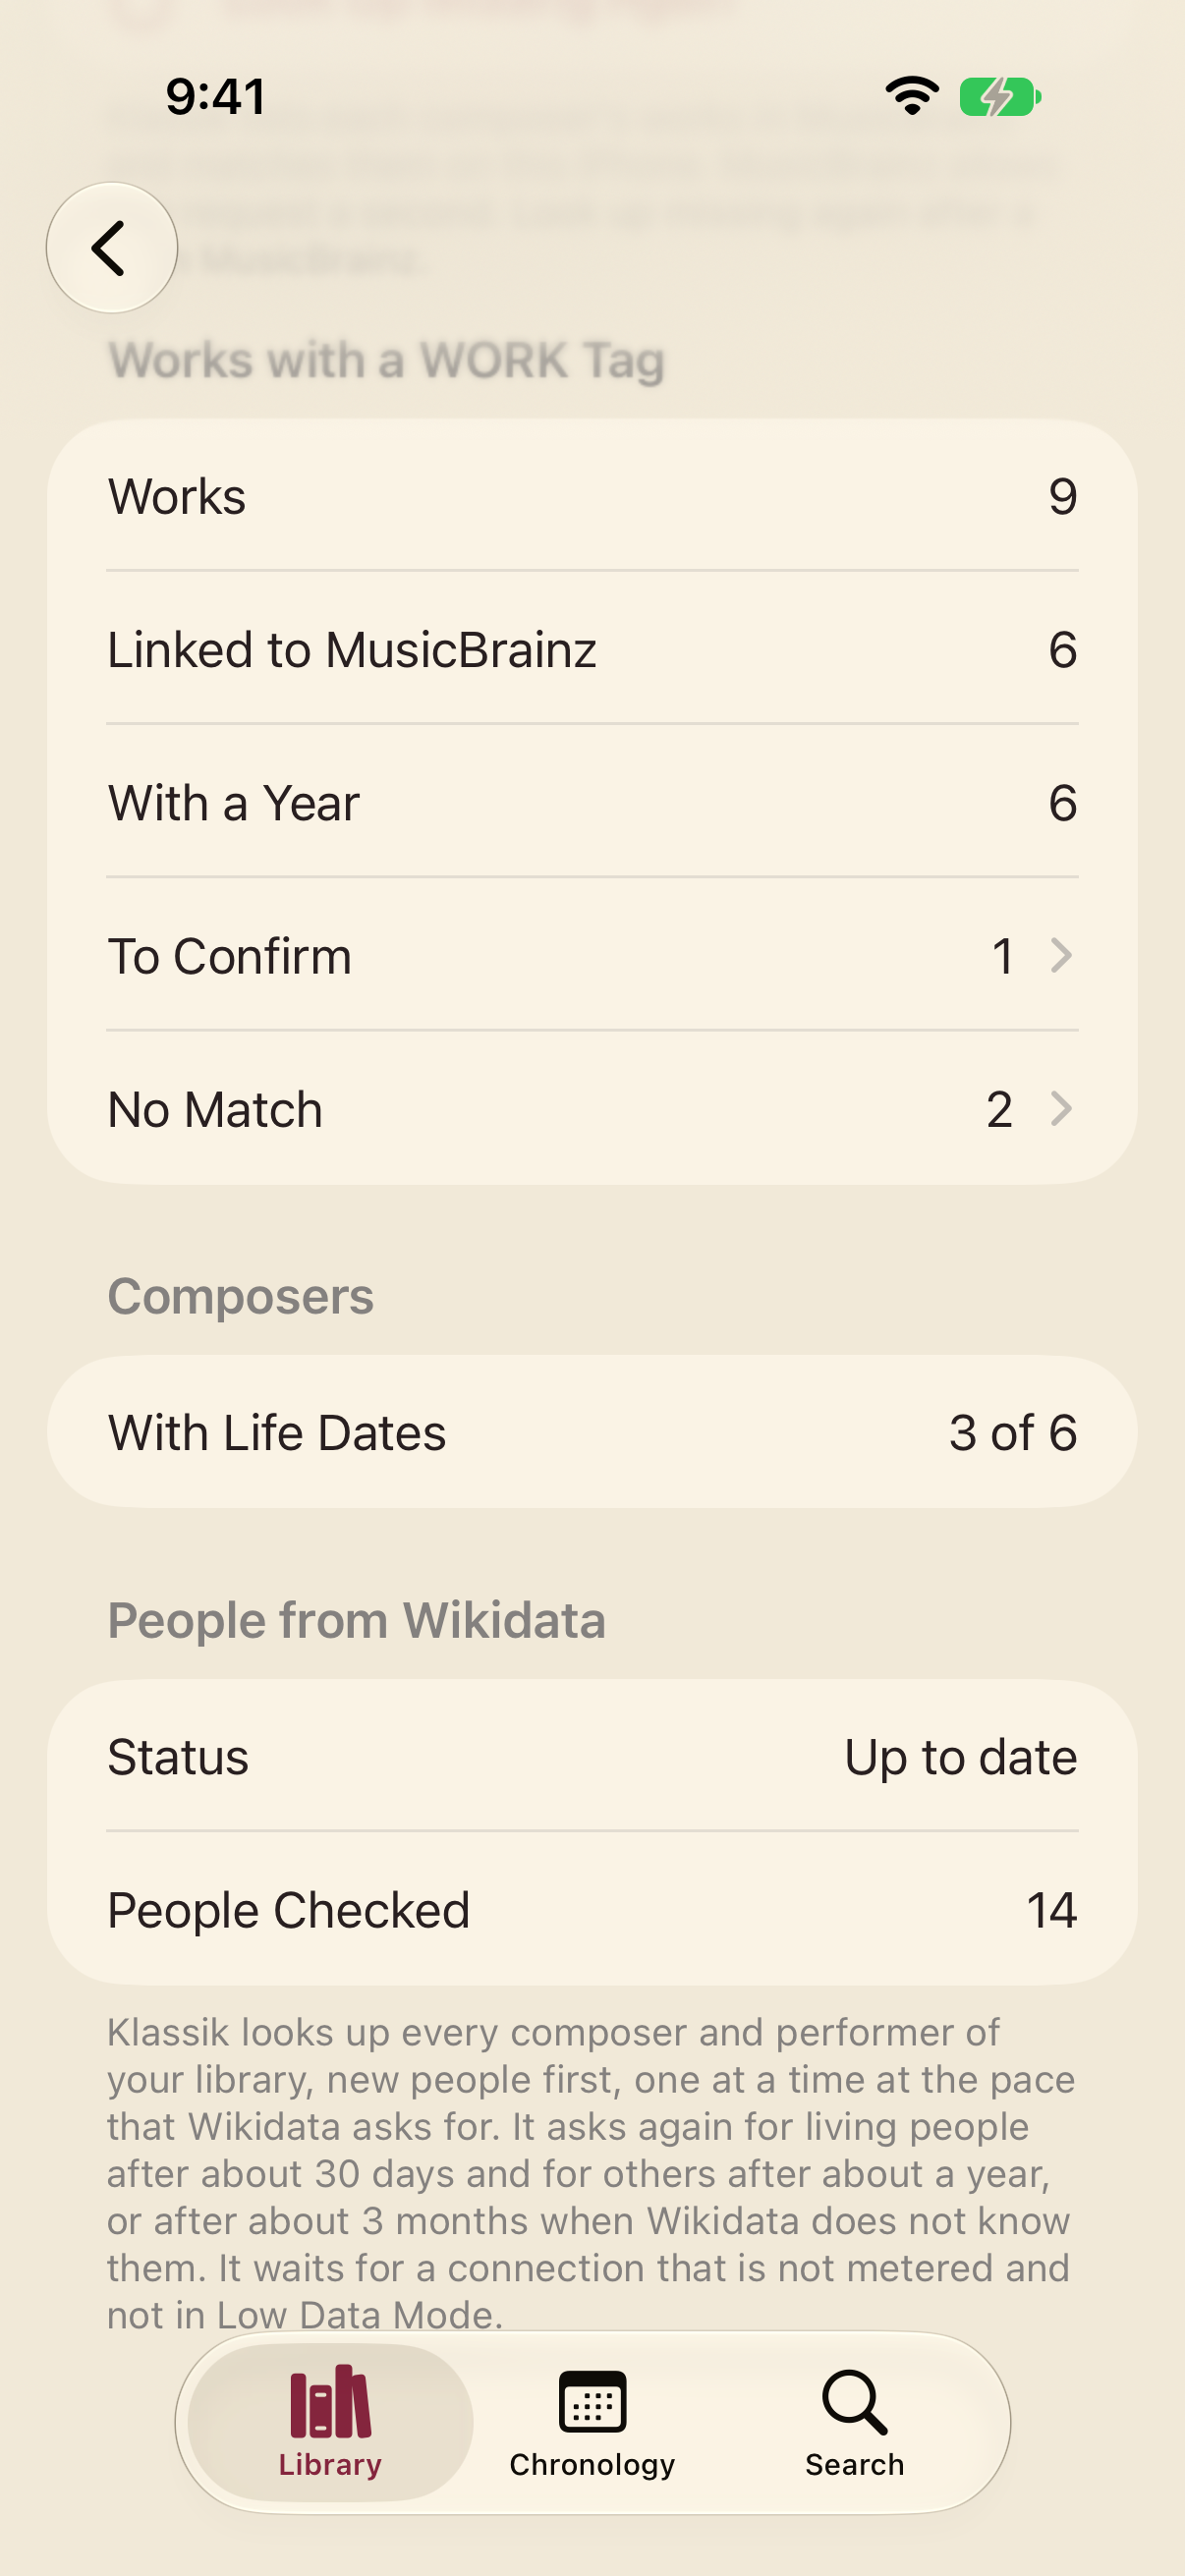 9:41
MusicBrainz.
Works with a WORK Tag
Works 9
Linked to MusicBrainz 6
With a Year 6
To Confirm 1
No Match 2
Composers
With Life Dates 3 of 6
People from Wikidata
Status Up to date
People Checked 14
Klassik looks up every composer and performer of
your library, new people first, one at a time at the pace
that Wikidata asks for. It asks again for living people
after about 30 days and for others after about a year,
or after about 3 months when Wikidata does not know
them. It waits for a connection that is not metered and
not in Low Data Mode.
Library Chronology Search